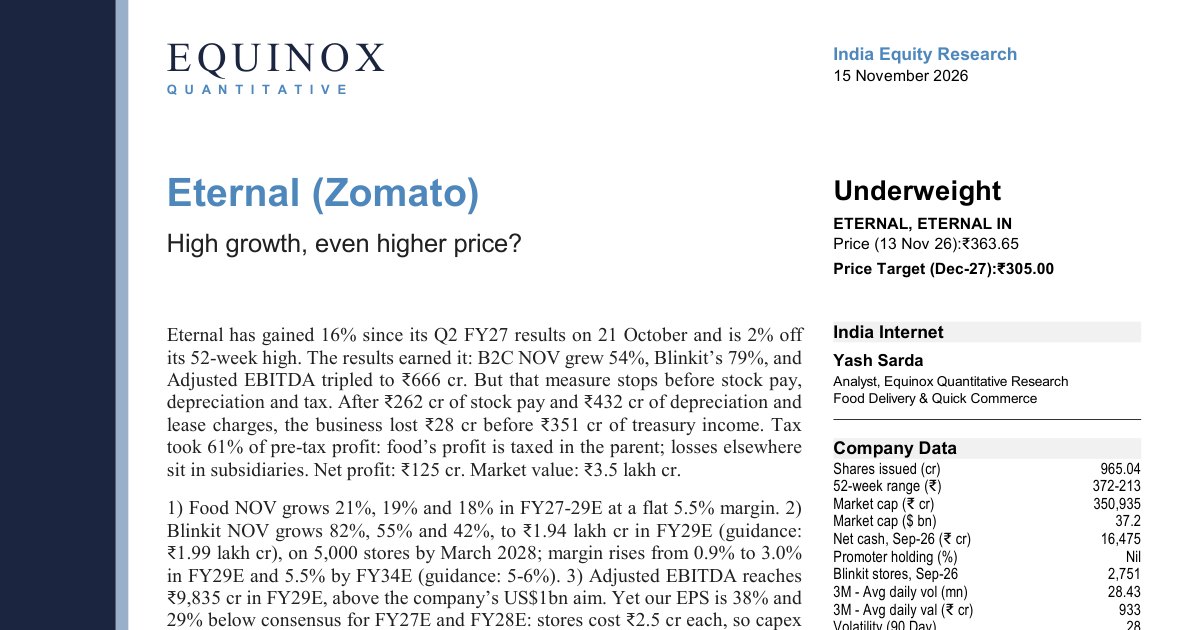 EQUINOX
QUANTITATIVE
India Equity Research
15 November 2026
Eternal (Zomato)
High growth, even higher price?
Underweight
ETERNAL, ETERNAL IN
Price (13 Nov 26):₹363.65
Price Target (Dec-27):₹305.00
Eternal has gained 16% since its Q2 FY27 results on 21 October and is 2% off
its 52-week high. The results earned it: B2C NOV grew 54%, Blinkit’s 79%, and
Adjusted EBITDA tripled to ₹666 cr. But that measure stops before stock pay,
depreciation and tax. After ₹262 cr of stock pay and ₹432 cr of depreciation and
lease charges, the business lost ₹28 cr before ₹351 cr of treasury income. Tax
took 61% of pre-tax profit: food’s profit is taxed in the parent; losses elsewhere
sit in subsidiaries. Net profit: ₹125 cr. Market value: ₹3.5 lakh cr.
1) Food NOV grows 21%, 19% and 18% in FY27-29E at a flat 5.5% margin. 2)
Blinkit NOV grows 82%, 55% and 42%, to ₹1.94 lakh cr in FY29E (guidance:
₹1.99 lakh cr), on 5,000 stores by March 2028; margin rises from 0.9% to 3.0%
in FY29E and 5.5% by FY34E (guidance: 5-6%). 3) Adjusted EBITDA reaches
₹9,835 cr in FY29E, above the company’s US$1bn aim. Yet our EPS is 38% and
29% below consensus for FY27E and FY28E: stores cost ₹2.5 cr each, so capex
India Internet
Yash Sarda
Analyst, Equinox Quantitative Research
Food Delivery & Quick Commerce
Company Data
Shares issued (cr) 965.04
52-week range (₹) 372-213
Market cap (₹ cr) 350,935
Market cap ($ bn) 37.2
Net cash, Sep-26 (₹ cr) 16,475
Promoter holding (%) Nil
Blinkit stores, Sep-26 2,751
3M - Avg daily vol (mn) 28.43
3M - Avg daily val (₹ cr) 933
Volatility (90 Day) 28